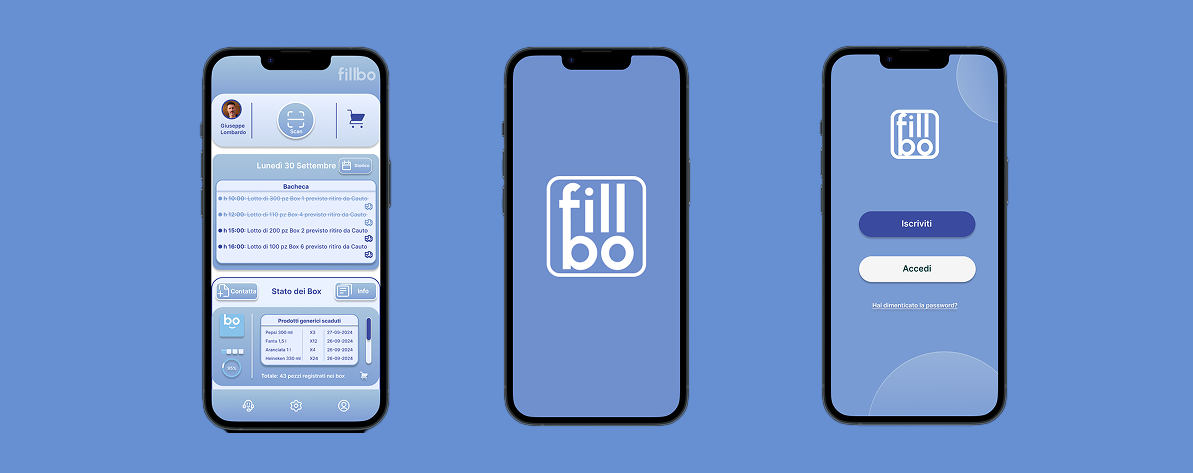 fillbo
Giuseppe
Lombardo
Scan
Lunedì 30 Settembre
Storico
Bacheca
h 10:00: Lotto di 300 pz Box 1 previsto ritiro da Cauto
h 12:00: Lotto di 110 pz Box 4 previsto ritiro da Cauto
h 15:00: Lotto di 200 pz Box 2 previsto ritiro da Cauto
h 16:00: Lotto di 100 pz Box 6 previsto ritiro da Cauto
Contatta
Stato dei Box
Info
bo
Prodotti generici scaduti
Pepsi 200 ml X3 27-09-2024
Fanta 1,5 l X12 26-09-2024
Aranciata 1 l X4 26-09-2024
Heineken 330 ml X24 26-09-2024
95%
Totale: 43 pezzi registrati nei box
fill
bo
fill
bo
Iscriviti
Accedi
Hai dimenticato la password?